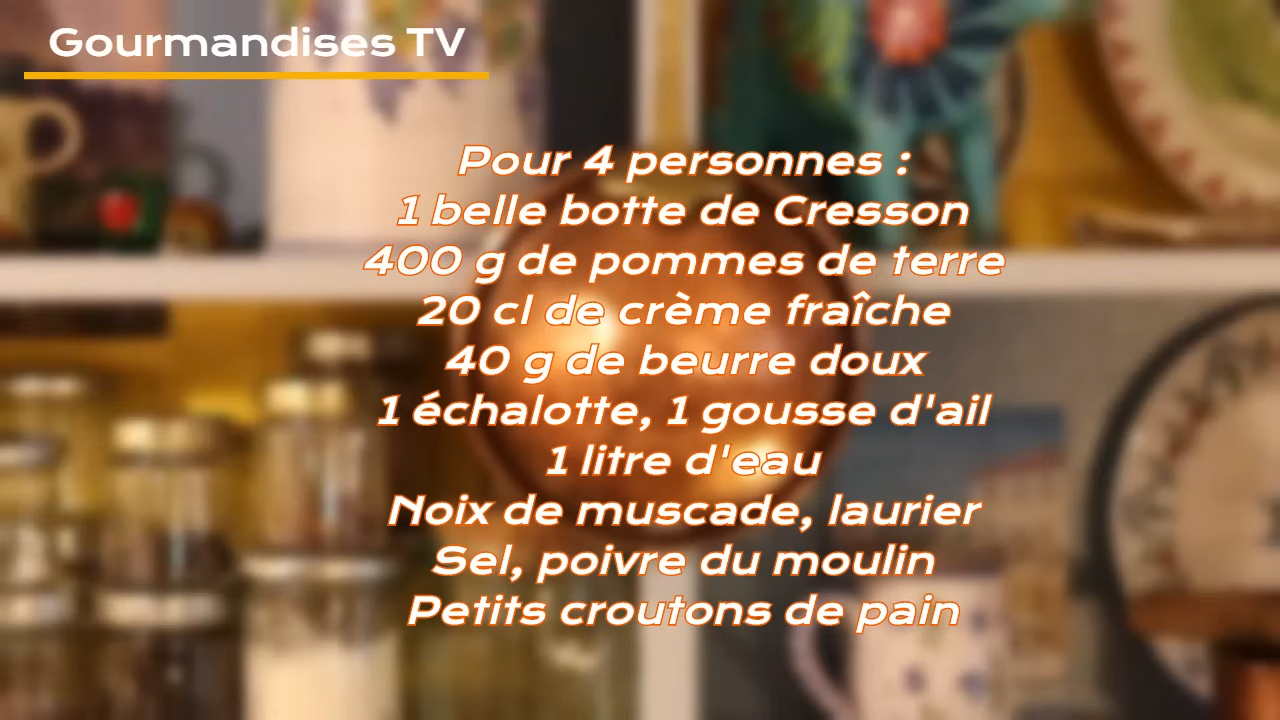 Gourmandises TV
Pour 4 personnes :
1 belle botte de Cresson
400 g de pommes de terre
20 cl de crème fraîche
40 g de beurre doux
1 échalotte, 1 gousse d'ail
1 litre d'eau
Noix de muscade, laurier
Sel, poivre du moulin
Petits croutons de pain